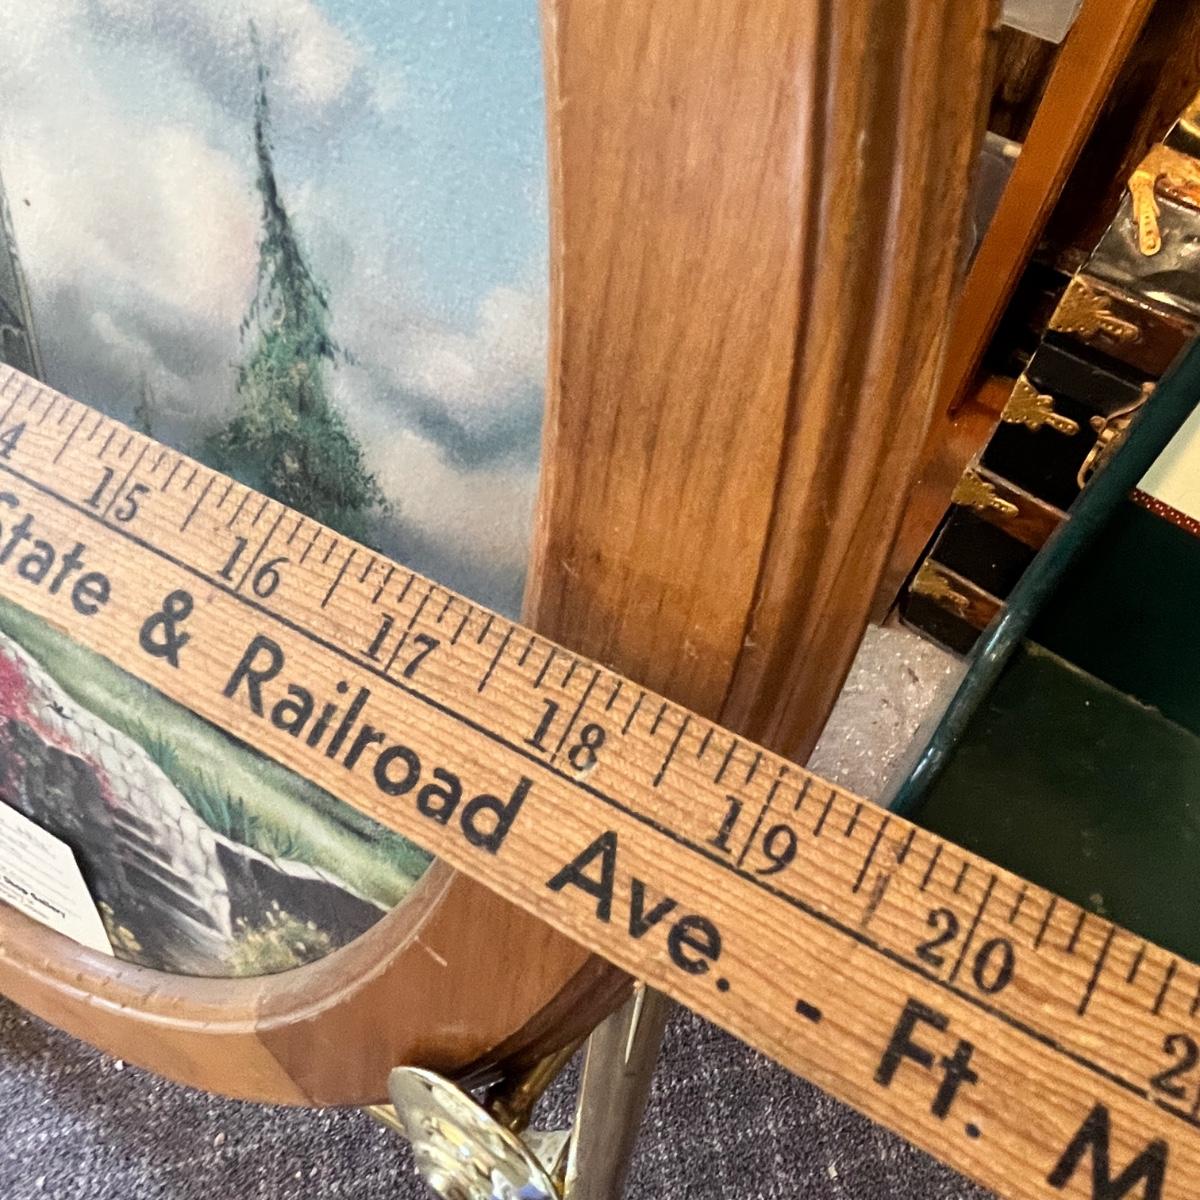 4 15 16 17 18 19 20 2
State & Railroad Ave. - Ft. M